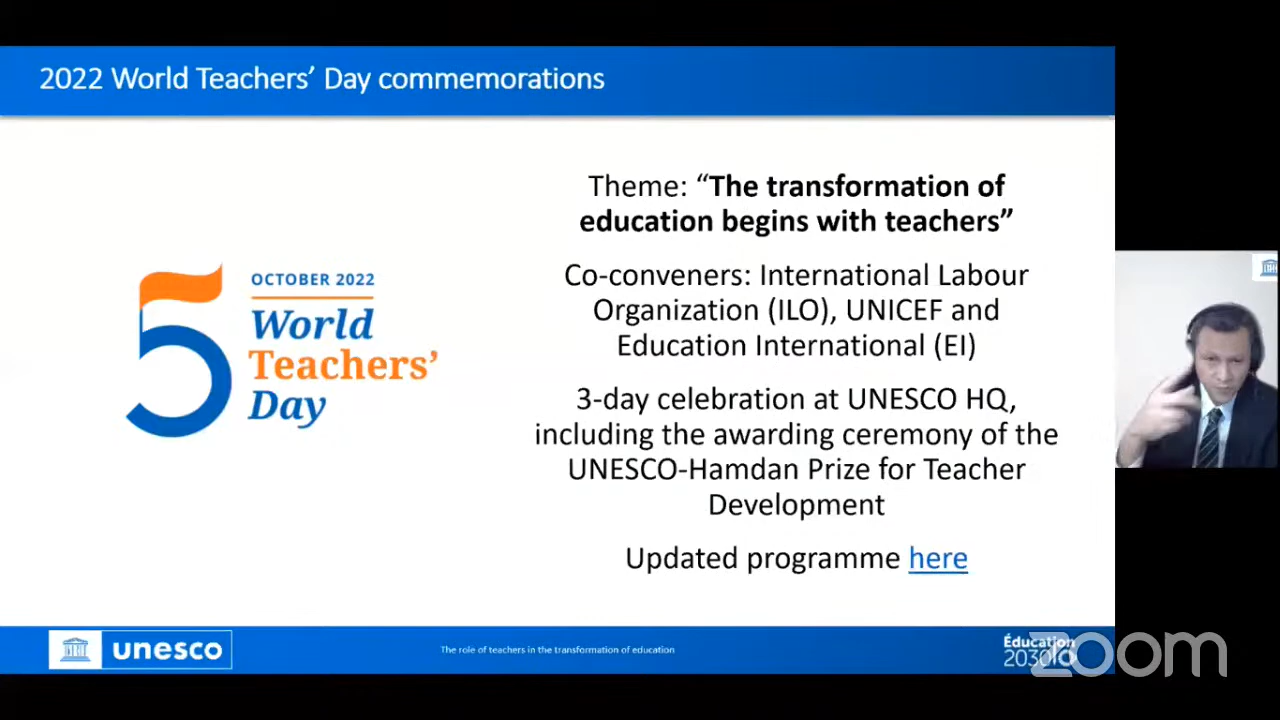 2022 World Teachers’ Day commemorations
Theme: “The transformation of
education begins with teachers”
Co-conveners: International Labour
Organization (ILO), UNICEF and
Education International (EI)
3-day celebration at UNESCO HQ,
including the awarding ceremony of the
UNESCO-Hamdan Prize for Teacher
Development
Updated programme here
5
OCTOBER 2022
World
Teachers’
Day
unesco
The role of teachers in the transformation of education
Éducation
2030
zoom